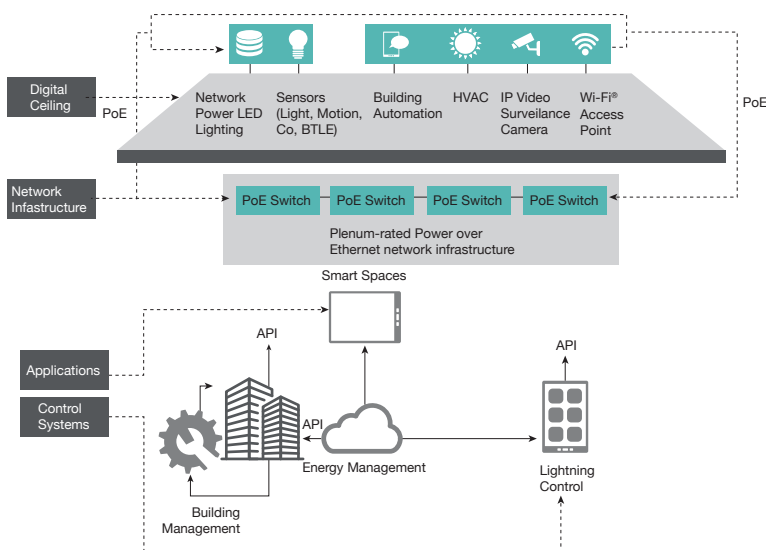 Digital
Ceiling
PoE
PoE
Network
Power LED
Lighting
Sensors
(Light, Motion,
Co, BTLE)
Building
Automation
HVAC
IP Video
Surveilance
Camera
Wi-Fi®
Access
Point
Network
Infastructure
PoE Switch
PoE Switch
PoE Switch
PoE Switch
Plenum-rated Power over
Ethernet network infrastructure
Smart Spaces
API
API
Applications
Control
Systems
API
Energy Management
Lightning
Control
Building
Management